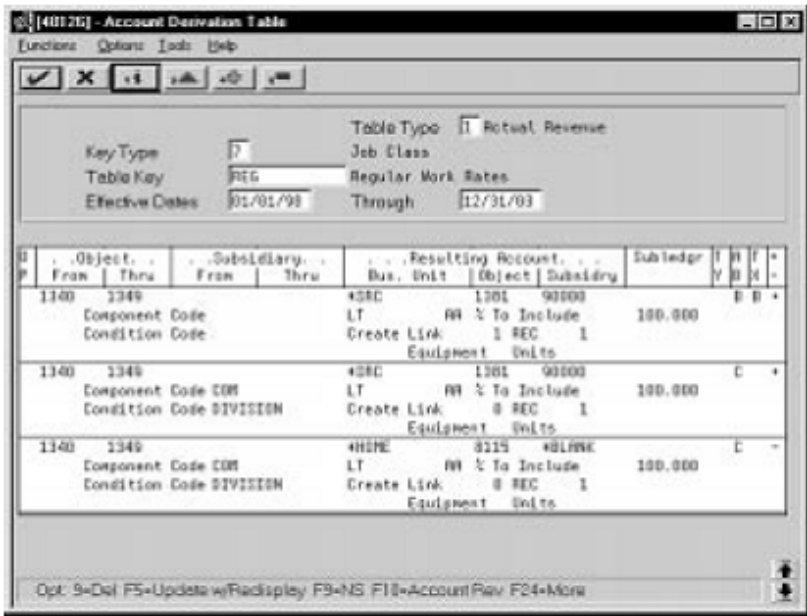 [48126] - Account Derivation Table
Functions Options Tools Help
Table Type 1 Actual Revenue
Key Type 7 Job Class
Table Key REG Regular Work Rates
Effective Dates 01/01/98 Through 12/31/03
O . .Object. . . .Subsidiary. . . . .Resulting Account. . . Subledgr T M T +
P From | Thru From | Thru Bus. Unit | Object | Subsidry Y X -
1340 1349 *SRC 1381 90000 B B +
Component Code LT AA % To Include 100.000
Condition Code Create Link 1 REC 1
Equipment Units
1340 1349 *SRC 1381 90000 C +
Component Code COM LT AA % To Include 100.000
Condition Code DIVISION Create Link 0 REC 1
Equipment Units
1340 1349 *HOME 8115 *BLANK C -
Component Code COM LT AA % To Include 100.000
Condition Code DIVISION Create Link 0 REC 1
Equipment Units
Opt: 9=Del F5=Update w/Redisplay F9=NS F18=Account Rev F24=More